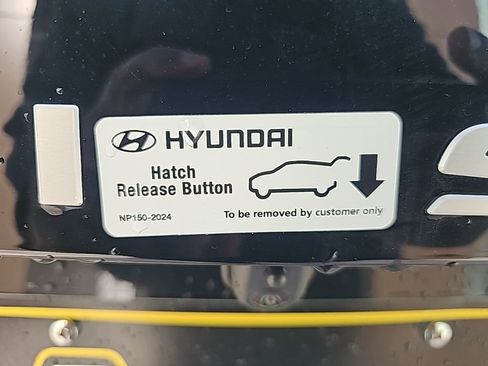 HYUNDAI
Hatch
Release Button
NP150-2024
To be removed by customer only